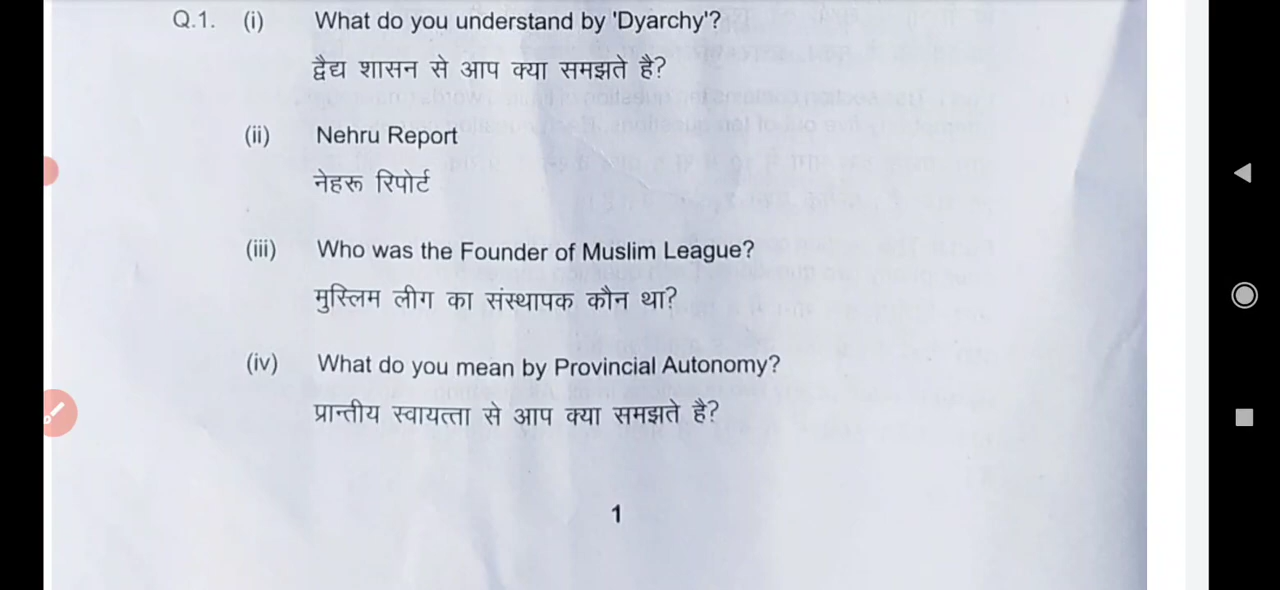 Q.1. (i) What do you understand by 'Dyarchy'?
द्वैद्य शासन से आप क्या समझते है?
(ii) Nehru Report
नेहरू रिपोर्ट
(iii) Who was the Founder of Muslim League?
मुस्लिम लीग का संस्थापक कौन था?
(iv) What do you mean by Provincial Autonomy?
प्रान्तीय स्वायत्ता से आप क्या समझते है?
1